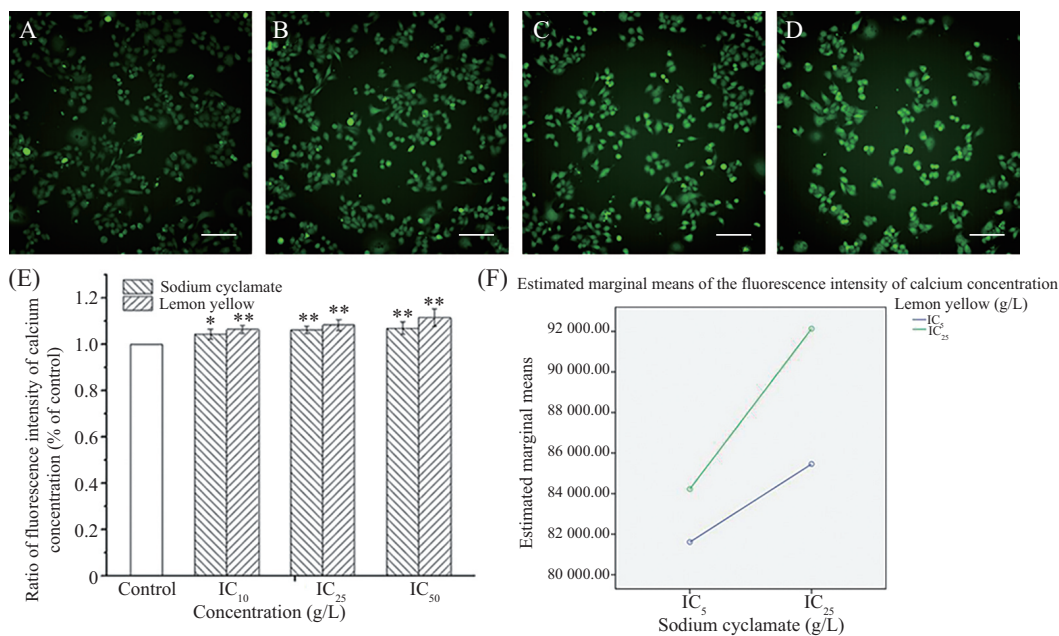 A
B
C
D
(E)
Sodium cyclamate
Lemon yellow
Ratio of fluorescence intensity of calcium
concentration (% of control)
1.2
1.0
0.8
0.6
0.4
0.2
0
*
**
**
**
**
**
Control
IC10
IC25
IC50
Concentration (g/L)
(F)
Estimated marginal means of the fluorescence intensity of calcium concentration
Lemon yellow (g/L)
IC5
IC25
Estimated marginal means
92 000.00
90 000.00
88 000.00
86 000.00
84 000.00
82 000.00
80 000.00
IC5
IC25
Sodium cyclamate (g/L)